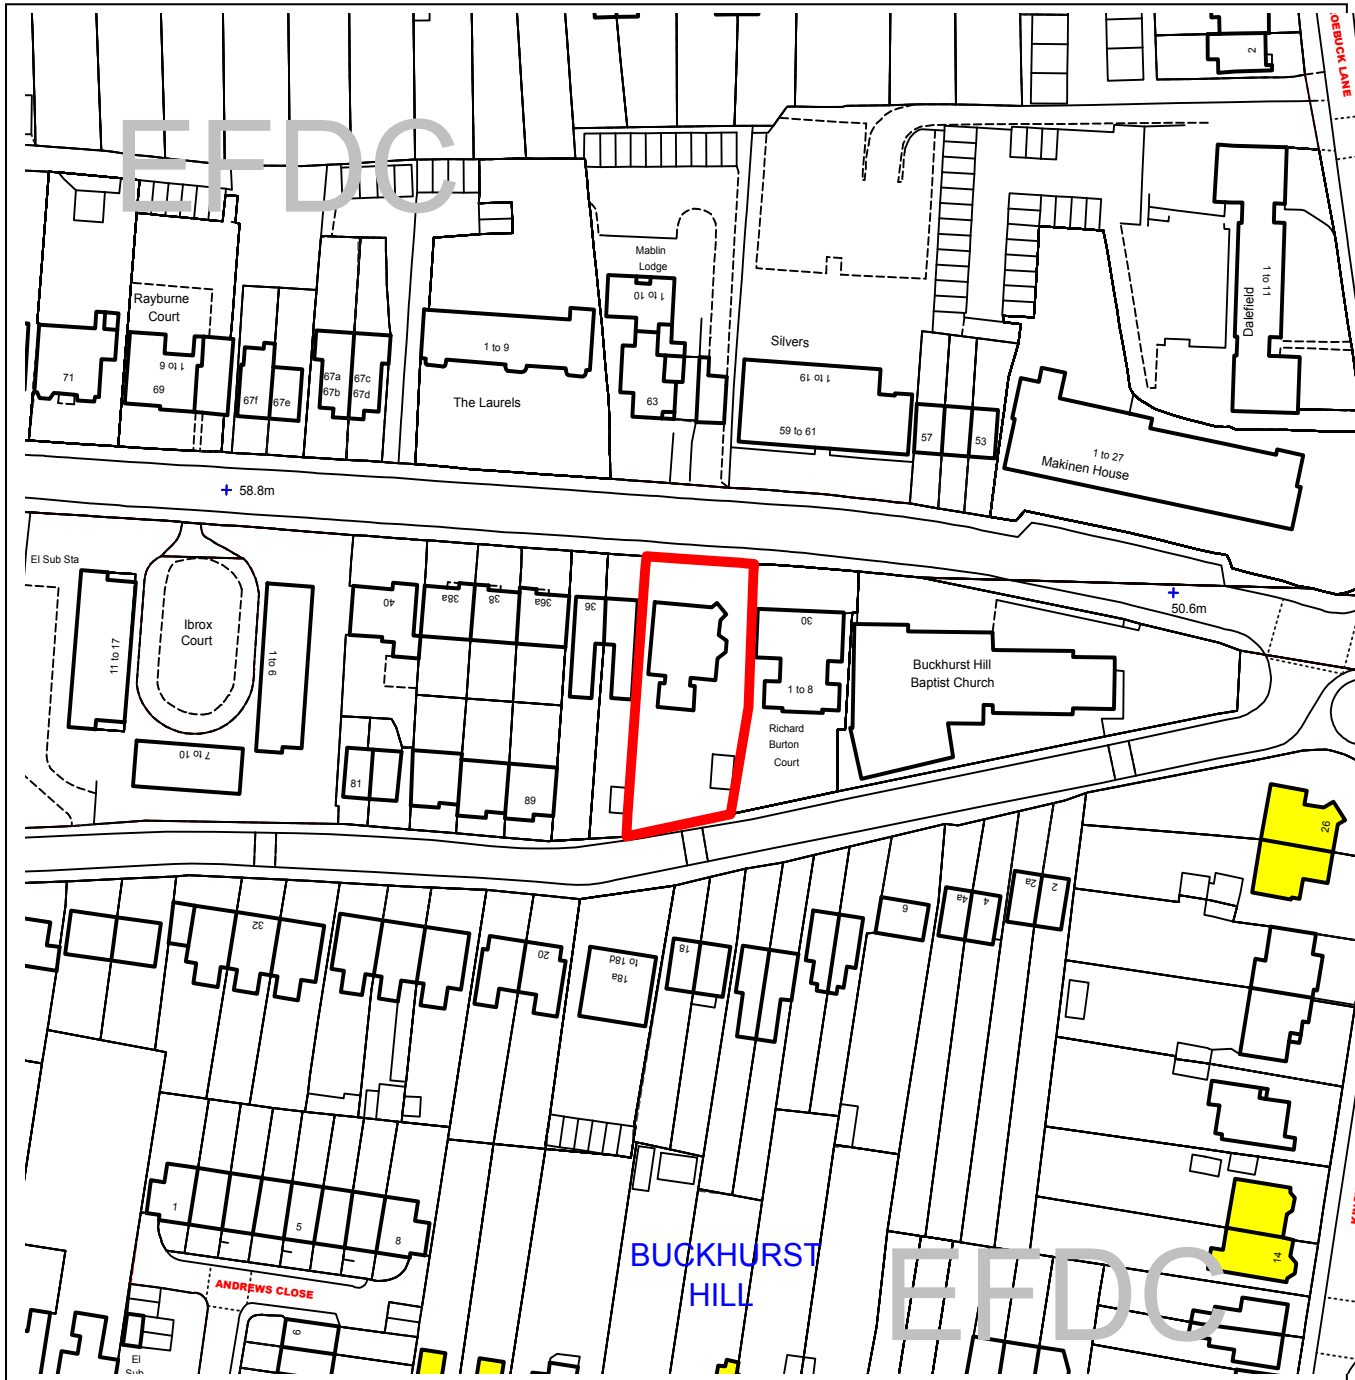 OEBUCK LANE
2
EFDC
Mablin
Lodge
1 to 10
Rayburne
Court
1 to 6
69
71
67f
67e
67a
67b
67c
67d
1 to 9
The Laurels
63
Silvers
1 to 19
59 to 61
57
53
1 to 11
Dalefield
1 to 27
Makinen House
58.8m
50.6m
El Sub Sta
Ibrox
Court
11 to 17
1 to 6
7 to 10
40
38a
38
36a
36
30
1 to 8
Richard
Burton
Court
Buckhurst Hill
Baptist Church
81
89
26
32
20
18a
to 18d
18
6
4a
4
2a
2
1
5
8
ANDREWS CLOSE
9
El
Sub
BUCKHURST
HILL
EFDC
14